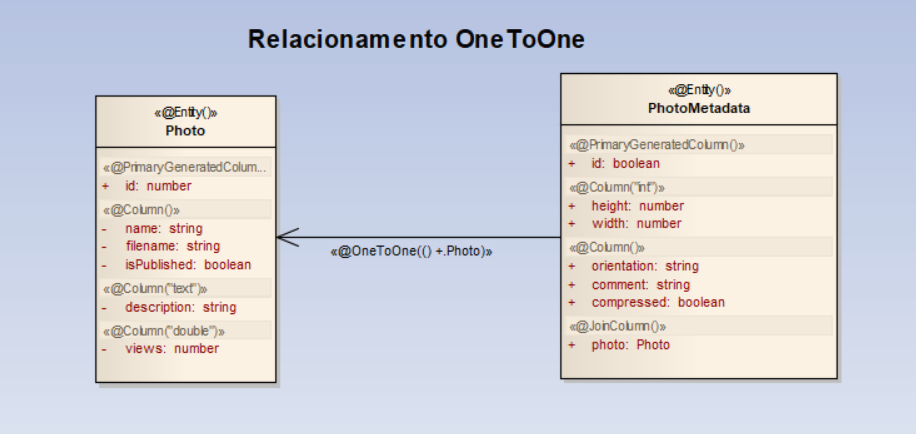 Relacionamento OneToOne
«@Entity()»
Photo
«@PrimaryGeneratedColum...
+ id: number
«@Column()»
- name: string
- filename: string
- isPublished: boolean
«@Column("text")»
- description: string
«@Column("double")»
- views: number
«@OneToOne(() +.Photo)»
«@Entity()»
PhotoMetadata
«@PrimaryGeneratedColumn()»
+ id: boolean
«@Column("int")»
+ height: number
+ width: number
«@Column()»
+ orientation: string
+ comment: string
+ compressed: boolean
«@JoinColumn()»
+ photo: Photo